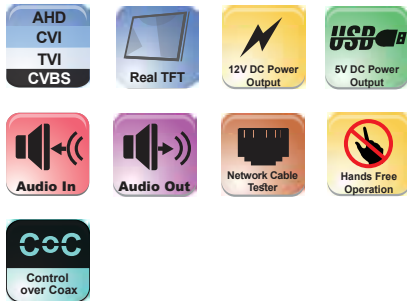 AHD
CVI
TVI
CVBS
Real TFT
12V DC Power
Output
USB
5V DC Power
Output
Audio In
Audio Out
Network Cable
Tester
Hands Free
Operation
CoC
Control
over Coax